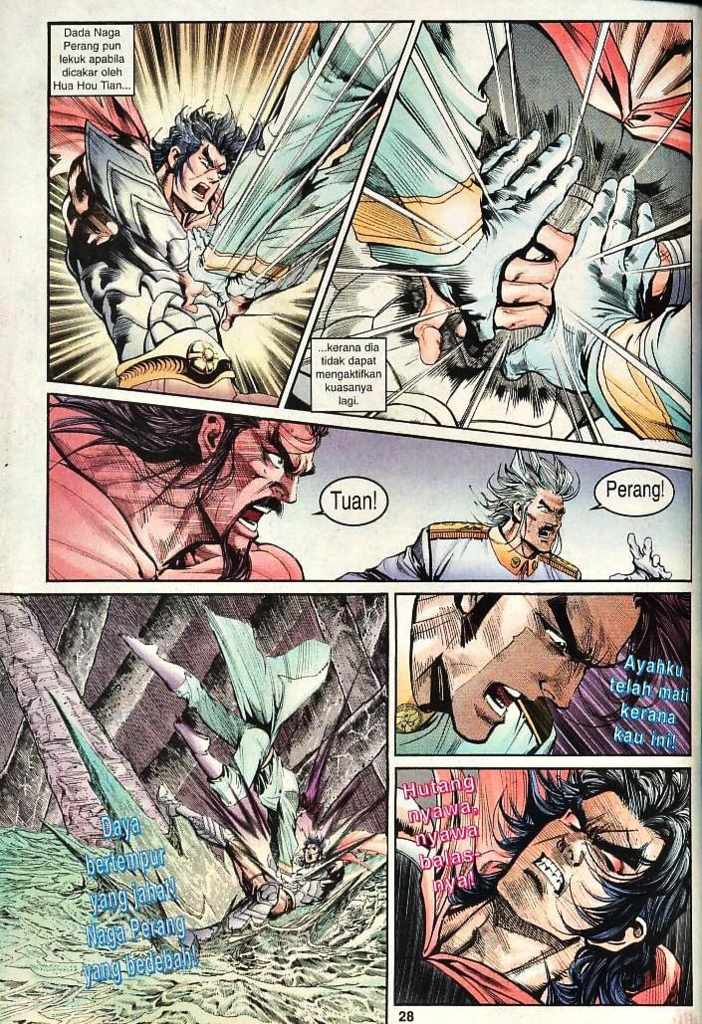 Dada Naga
Perang pun
lekuk apabila
dicakar oleh
Hua Hou Tian...
...kerana dia
tidak dapat
mengaktifkan
kuasanya
lagi.
Tuan!
Perang!
Ayahku
telah mati
kerana
kau ini!
Daya
bertempur
yang jahat!
Naga Perang
yang bedebah!
Hutang
nyawa,
nyawa
balas-
nya!
28